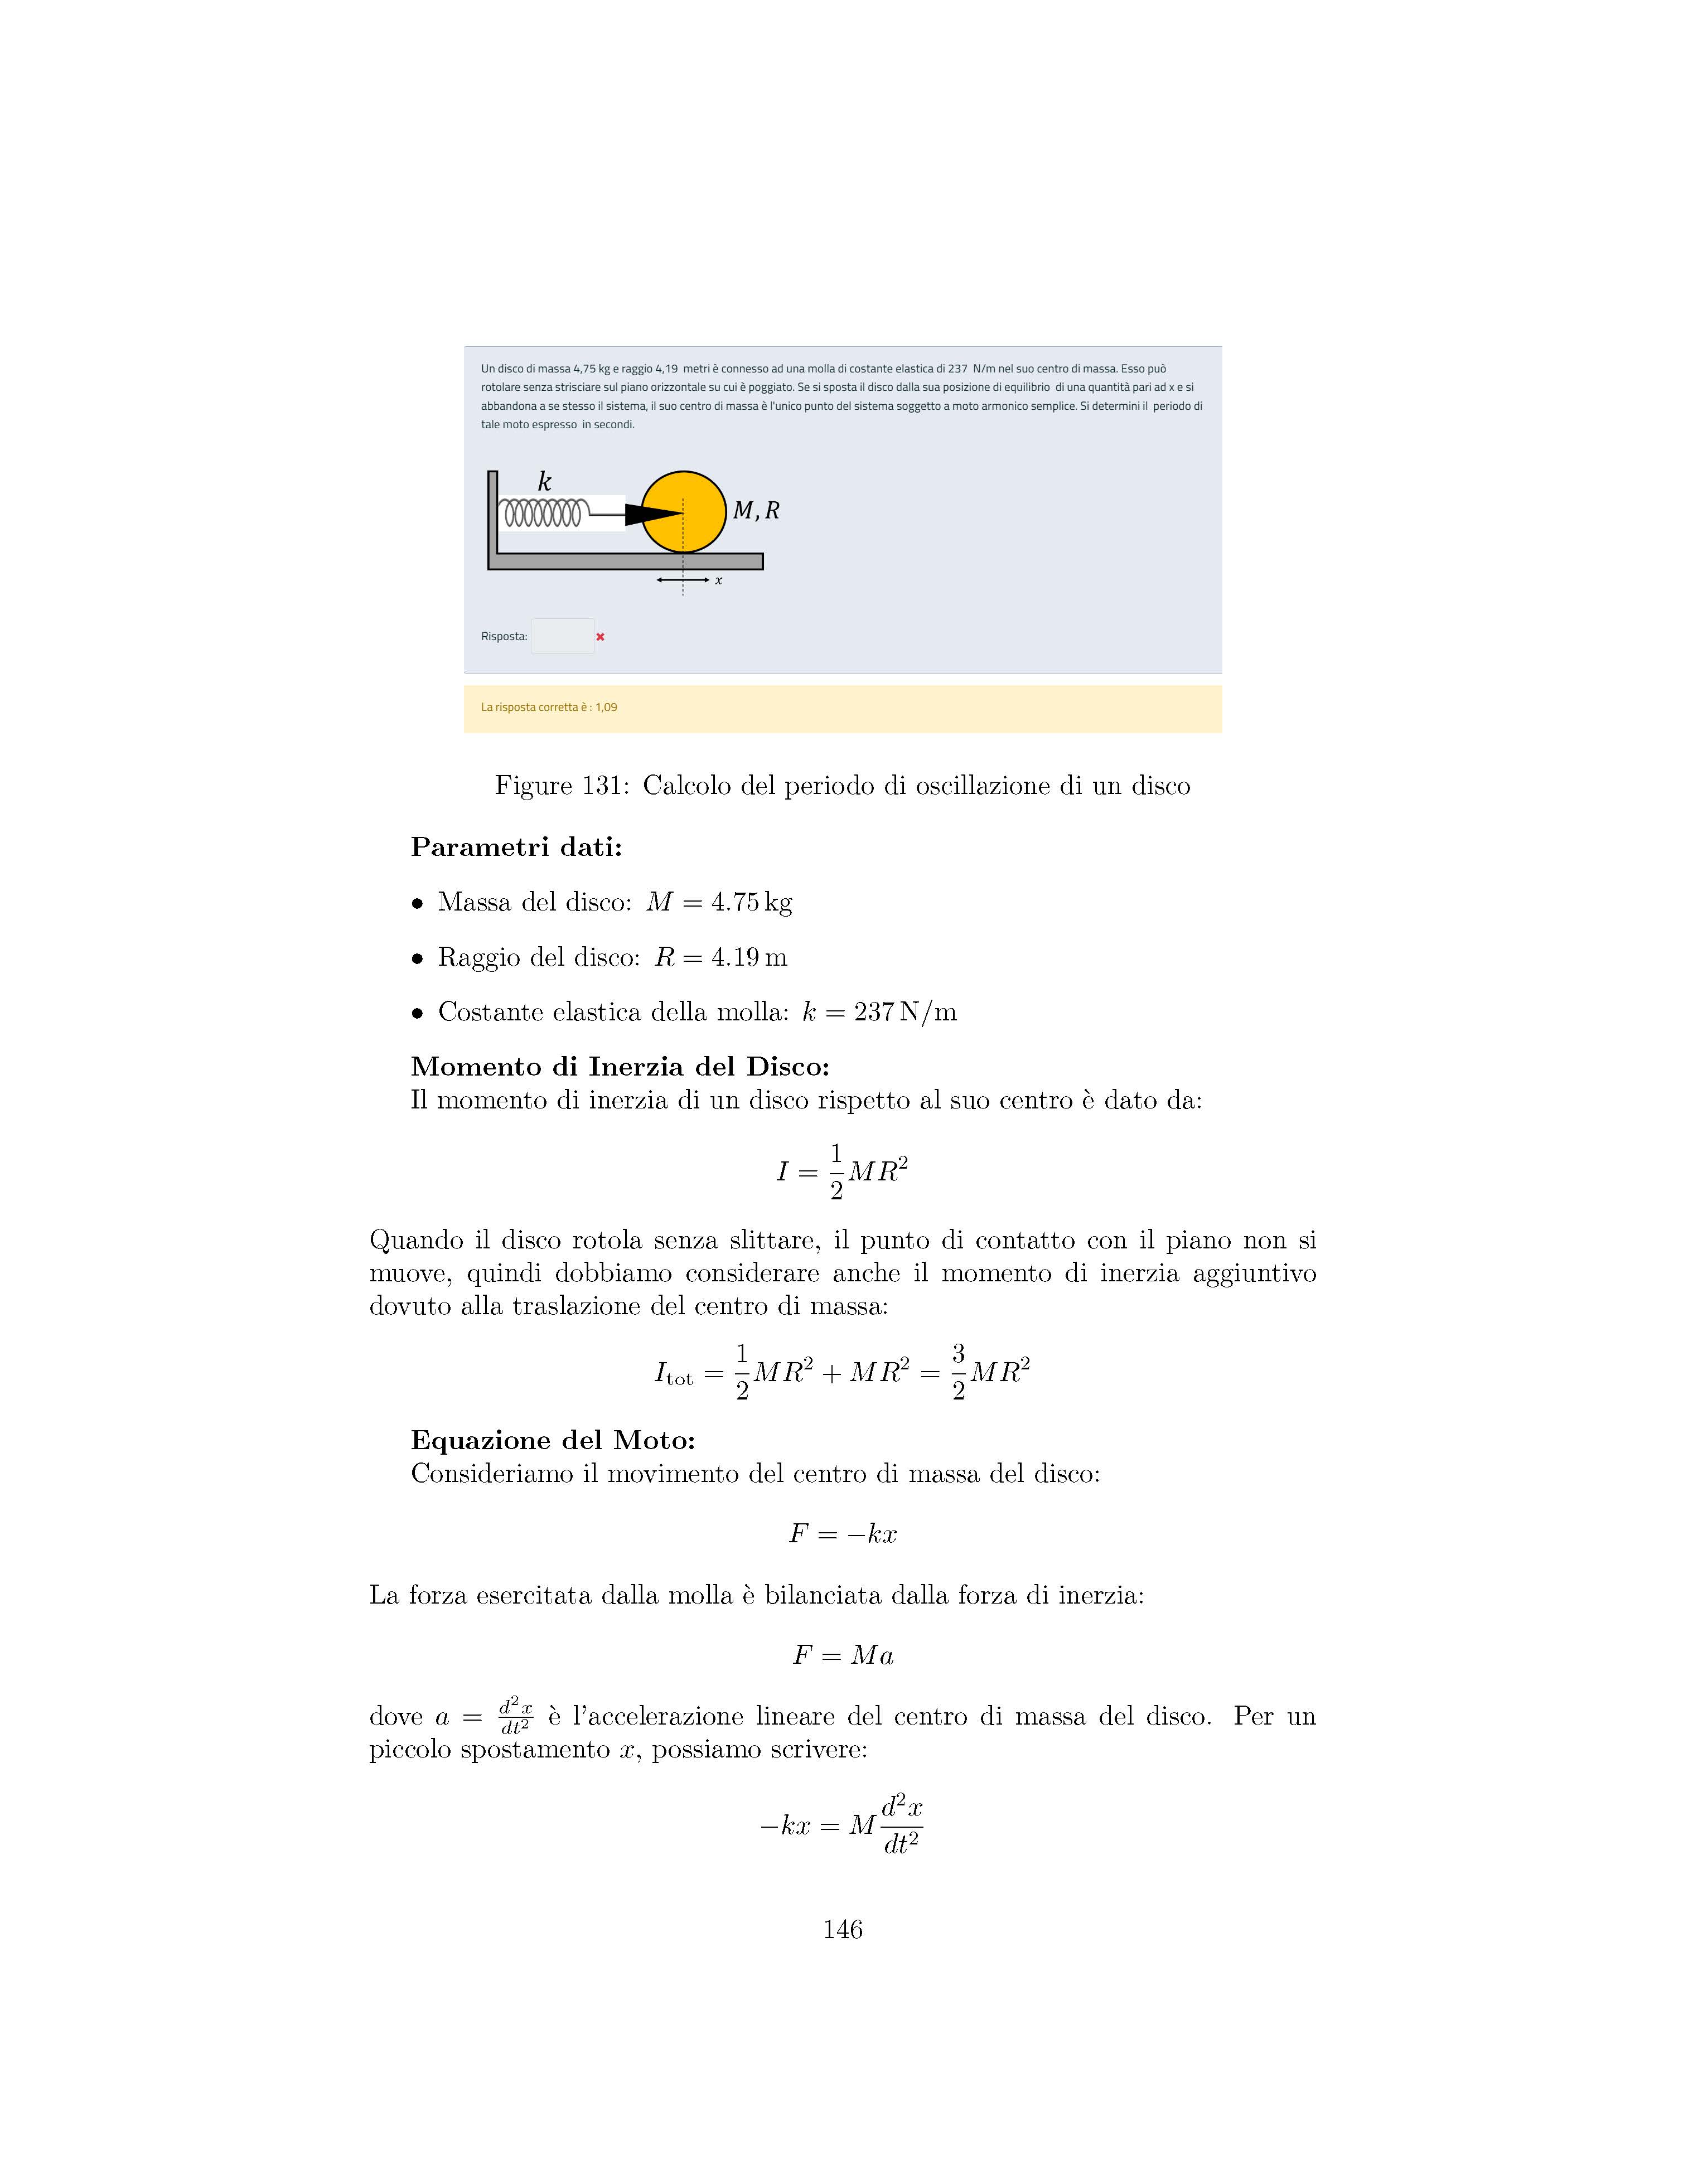 Un disco di massa 4,75 kg e raggio 4,19 metri è connesso ad una molla di costante elastica di 237 N/m nel suo centro di massa. Esso può
rotolare senza strisciare sul piano orizzontale su cui è poggiato. Se si sposta il disco dalla sua posizione di equilibrio di una quantità pari ad x e si
abbandona a se stesso il sistema, il suo centro di massa è l'unico punto del sistema soggetto a moto armonico semplice. Si determini il periodo di
tale moto espresso in secondi.
k
M, R
x
Risposta:
La risposta corretta è : 1,09
Figure 131: Calcolo del periodo di oscillazione di un disco
Parametri dati:
• Massa del disco: M = 4.75 kg
• Raggio del disco: R = 4.19 m
• Costante elastica della molla: k = 237 N/m
Momento di Inerzia del Disco:
Il momento di inerzia di un disco rispetto al suo centro è dato da:
I = \frac{1}{2}MR^2
Quando il disco rotola senza slittare, il punto di contatto con il piano non si
muove, quindi dobbiamo considerare anche il momento di inerzia aggiuntivo
dovuto alla traslazione del centro di massa:
I_{tot} = \frac{1}{2}MR^2 + MR^2 = \frac{3}{2}MR^2
Equazione del Moto:
Consideriamo il movimento del centro di massa del disco:
F = −kx
La forza esercitata dalla molla è bilanciata dalla forza di inerzia:
F = Ma
dove a = \frac{d^2x}{dt^2} è l'accelerazione lineare del centro di massa del disco. Per un
piccolo spostamento x, possiamo scrivere:
−kx = M\frac{d^2x}{dt^2}
146